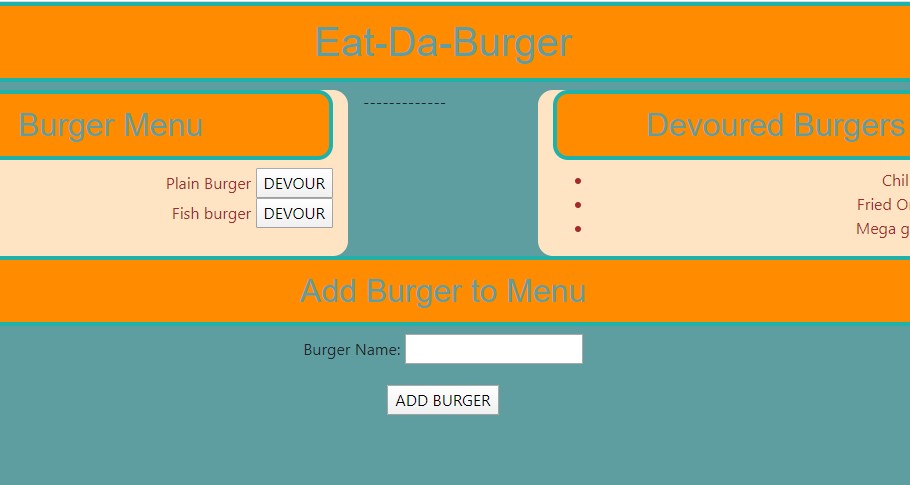 Eat-Da-Burger
Burger Menu
-------------
Devoured Burgers
Plain Burger DEVOUR
Fish burger DEVOUR
Fried
Mega
Add Burger to Menu
Burger Name:
ADD BURGER